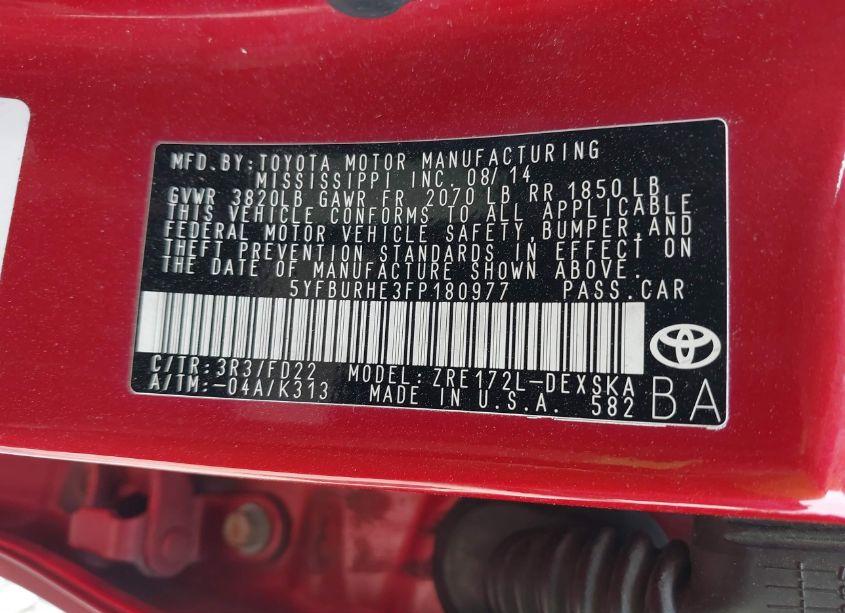 MFD. BY: TOYOTA MOTOR MANUFACTURING
MISSISSIPPI INC. 08/14
GVWR 3820LB GAWR FR 2070 LB RR 1850 LB
THIS VEHICLE CONFORMS TO ALL APPLICABLE
FEDERAL MOTOR VEHICLE SAFETY, BUMPER, AND
THEFT PREVENTION STANDARDS IN EFFECT ON
THE DATE OF MANUFACTURE SHOWN ABOVE.
5YFBURHE3FP180977 PASS. CAR
C/TR: 3R3/FD22 MODEL: ZRE172L-DEXSKA
A/TM: -04A/K313 MADE IN U.S.A. 582
BA